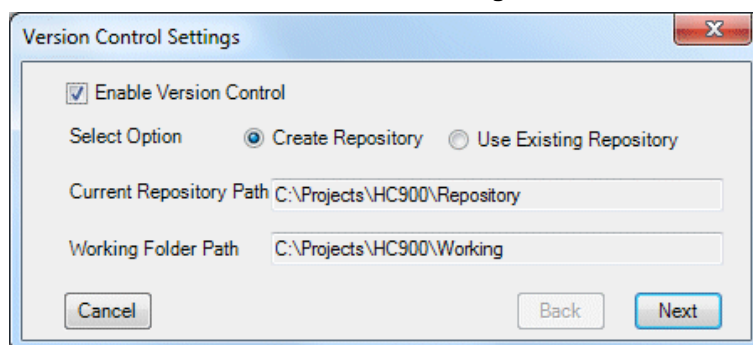 Version Control Settings
Enable Version Control
Select Option Create Repository Use Existing Repository
Current Repository Path C:\Projects\HC900\Repository
Working Folder Path C:\Projects\HC900\Working
Cancel Back Next